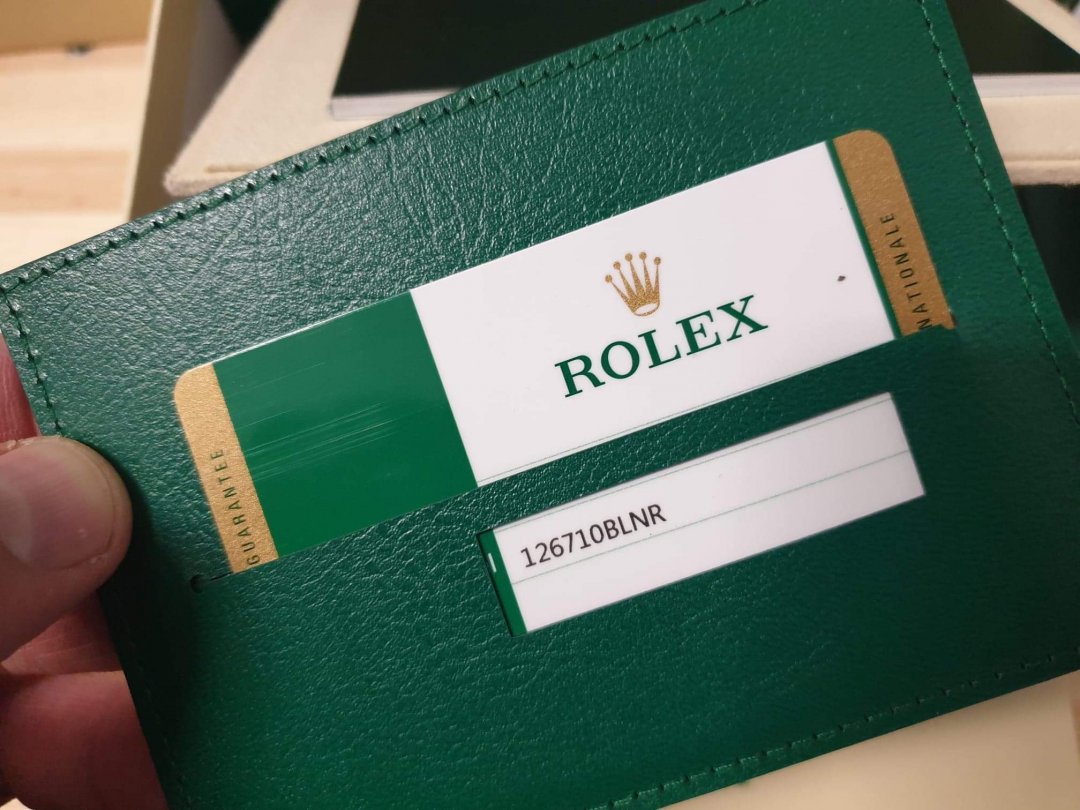 GUARANTEE
ROLEX
NATIONALE
126710BLNR